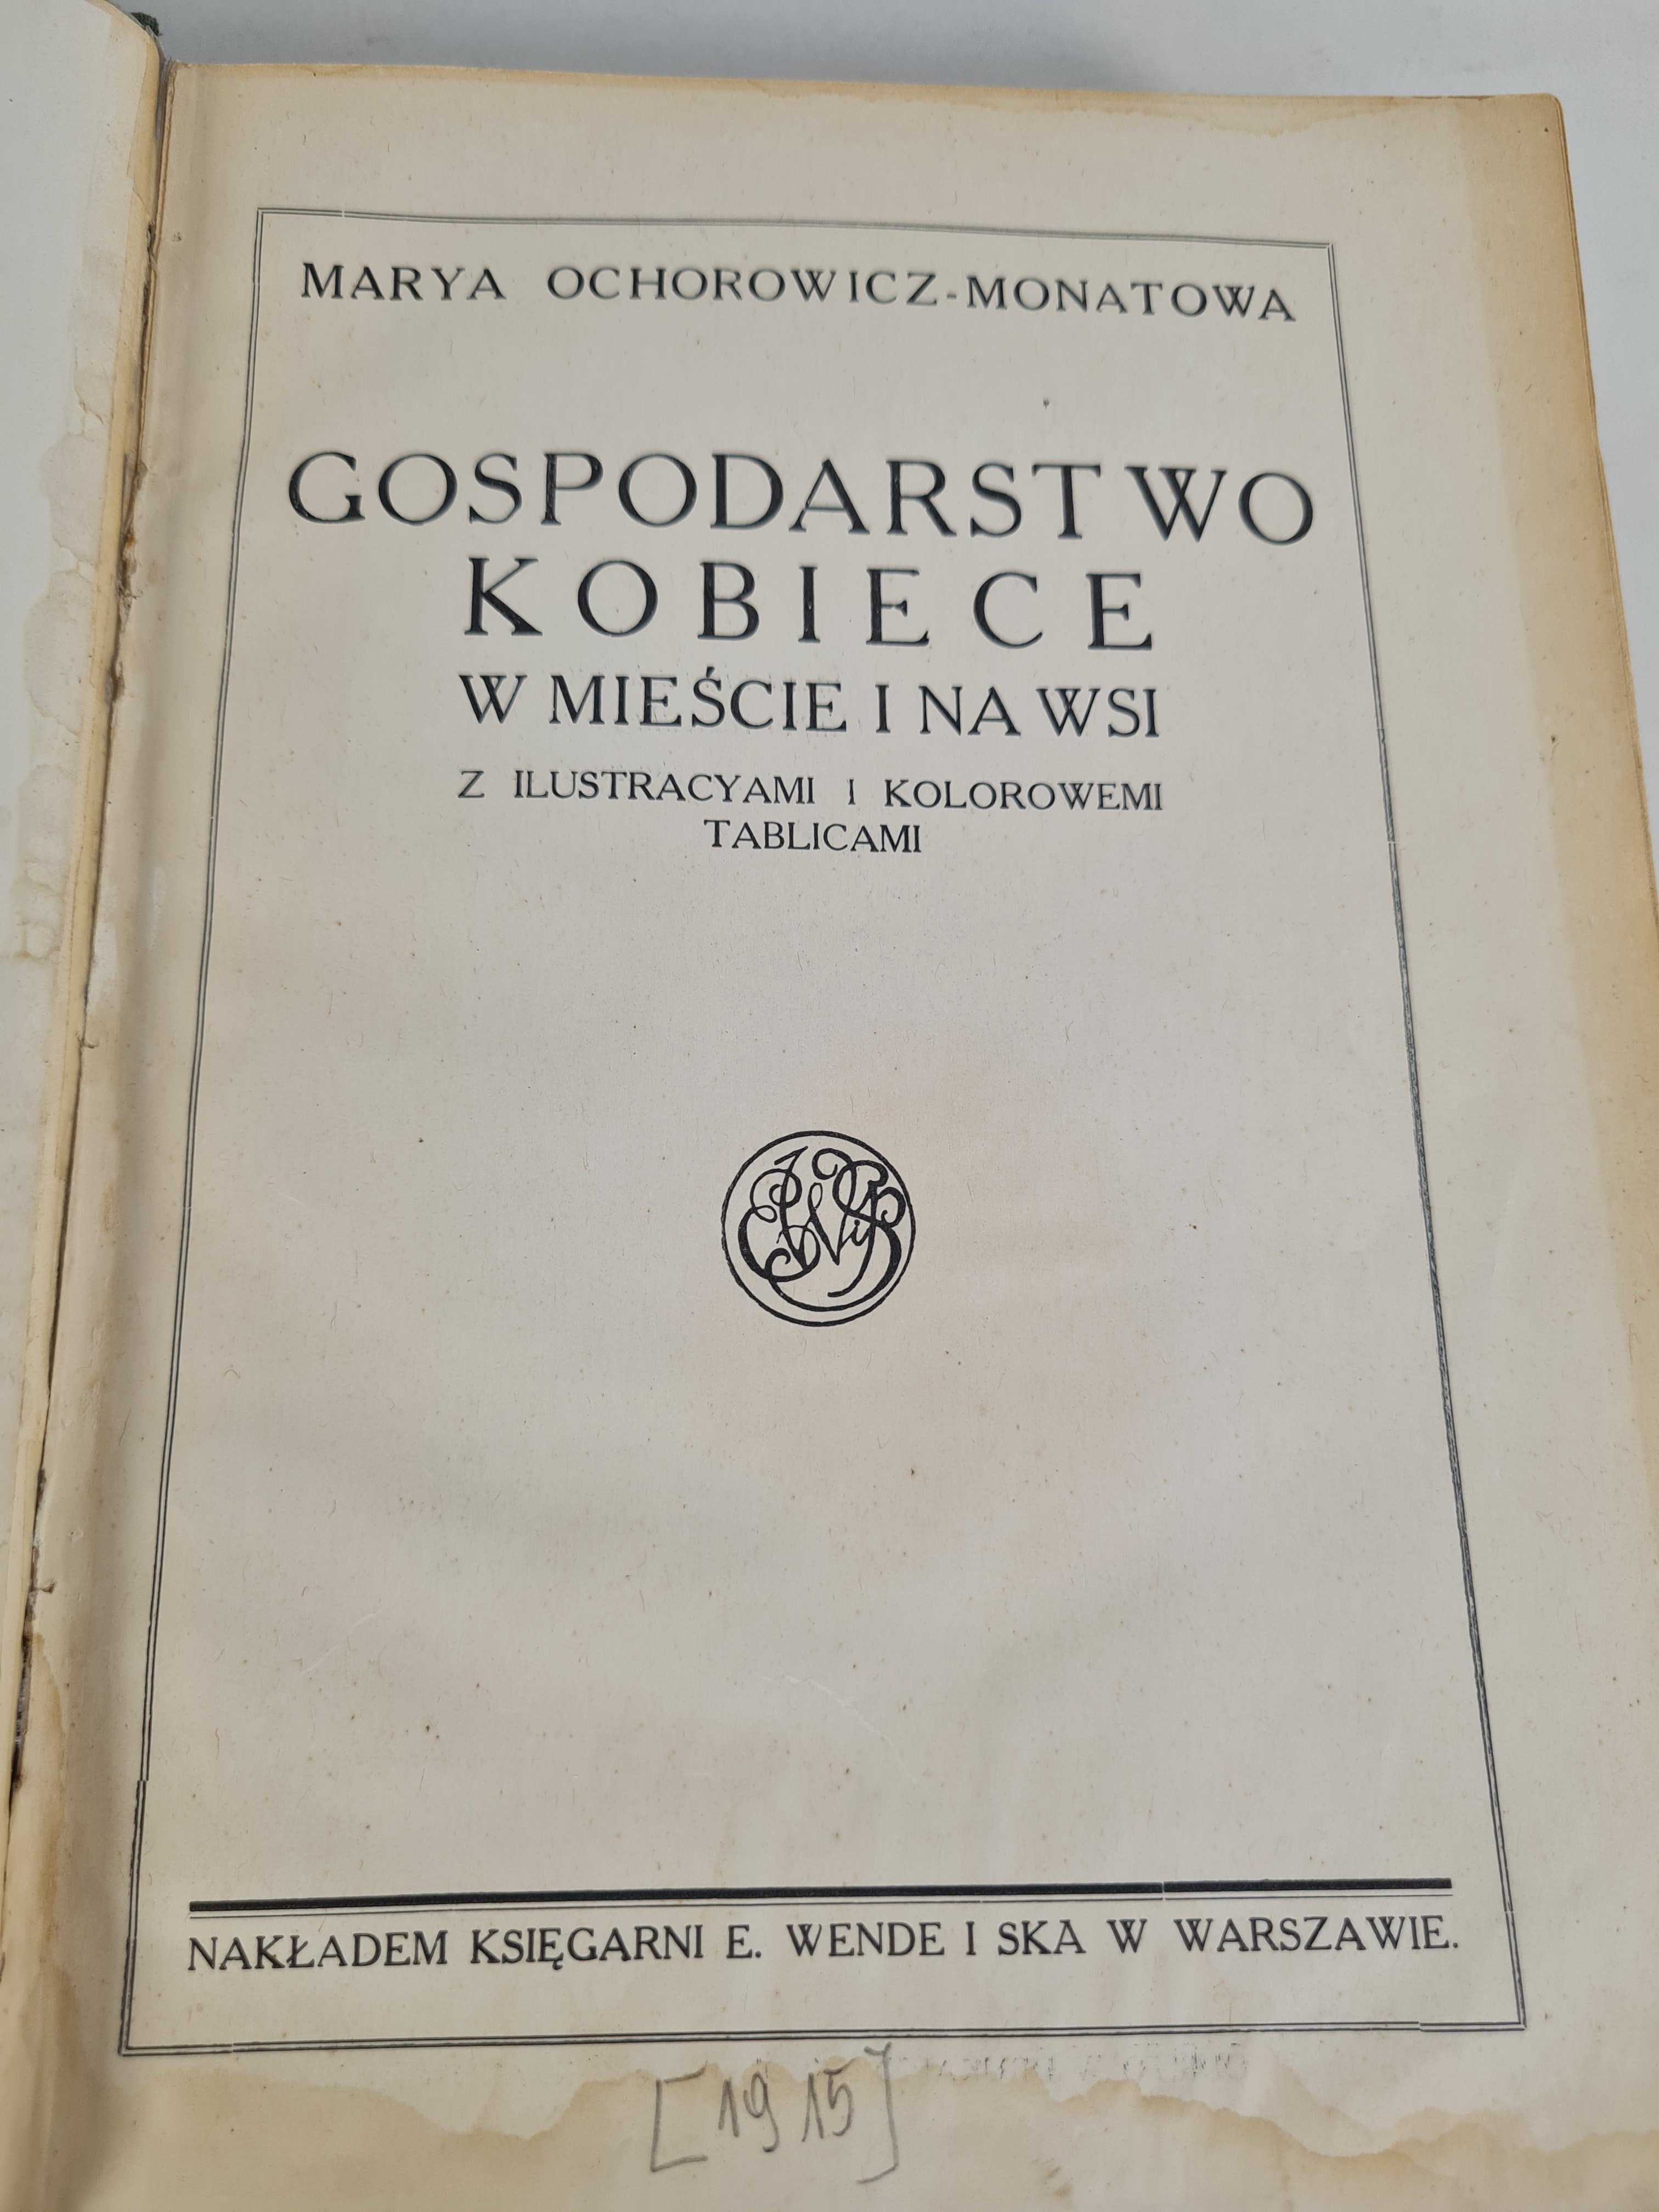 MARYA OCHOROWICZ-MONATOWA
GOSPODARSTWO
KOBIECE
W MIEŚCIE I NA WSI
Z ILUSTRACYAMI I KOLOROWEMI
TABLICAMI
NAKŁADEM KSIĘGARNI E. WENDE I SKA W WARSZAWIE.
[1915]